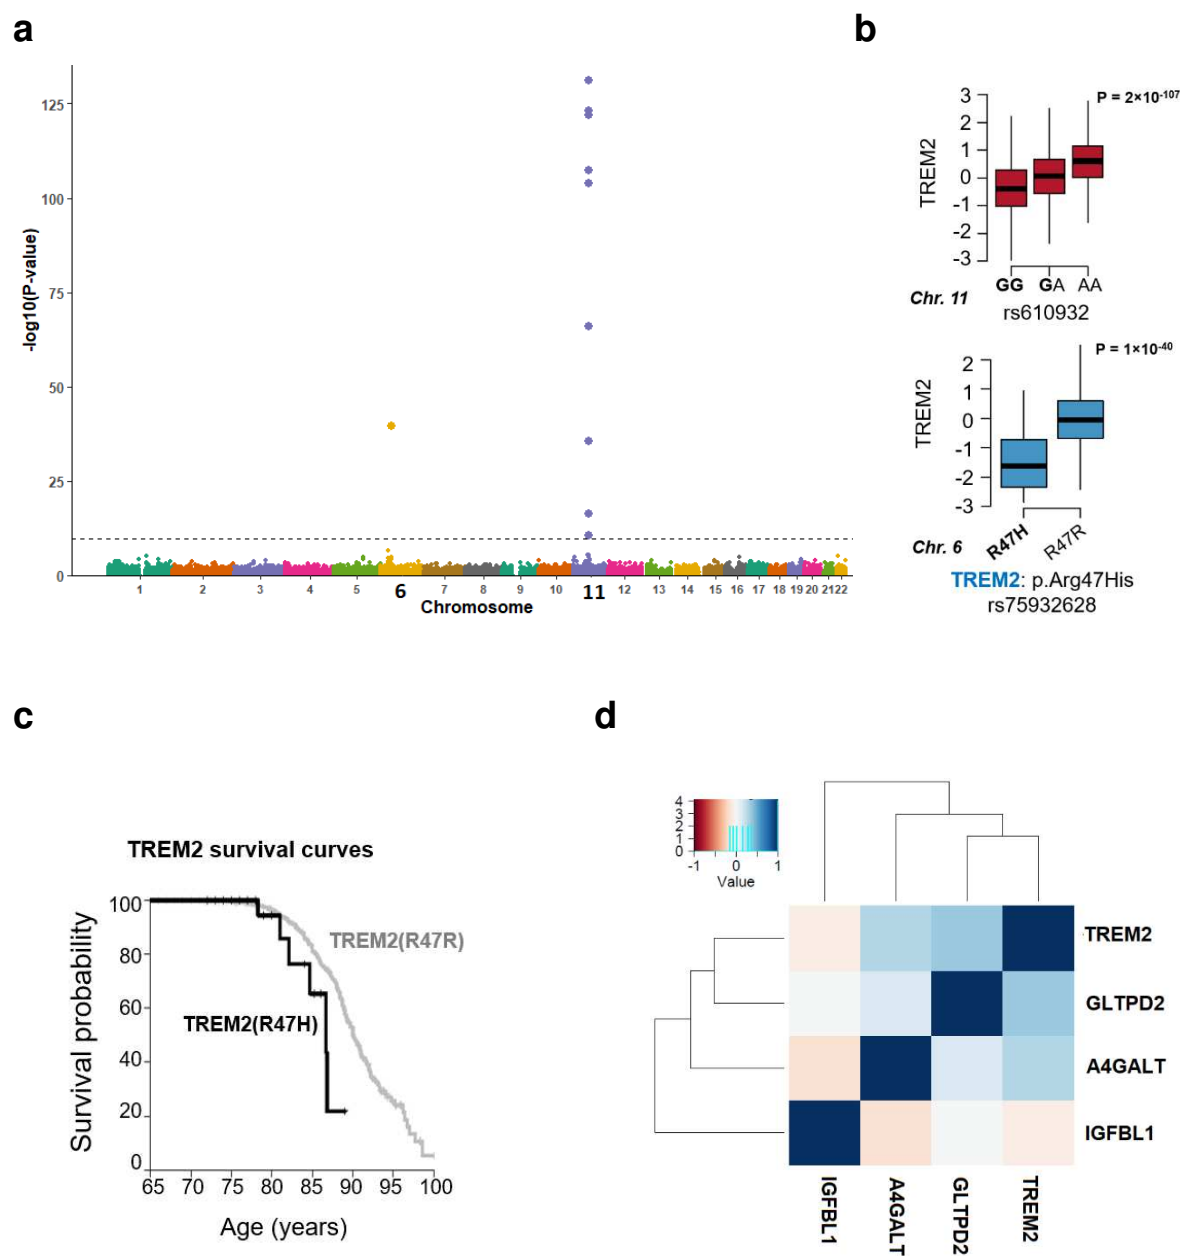 a
-log10(P-value)
125
100
75
50
25
0
1 2 3 4 5 6 7 8 9 10 11 12 13 14 15 16 17 18 19 20 21 22
Chromosome
b
TREM2
3
2
1
0
-1
-2
-3
P = 2×10-107
GG GA AA
Chr. 11
rs610932
TREM2
2
1
0
-1
-2
-3
P = 1×10-40
R47H R47R
Chr. 6
TREM2: p.Arg47His
rs75932628
c
TREM2 survival curves
Survival probability
100
80
60
40
20
0
TREM2(R47R)
TREM2(R47H)
65 70 75 80 85 90 95 100
Age (years)
d
4
3
2
1
0
-1 0 1
Value
TREM2
GLTPD2
A4GALT
IGFBL1
IGFBL1 A4GALT GLTPD2 TREM2